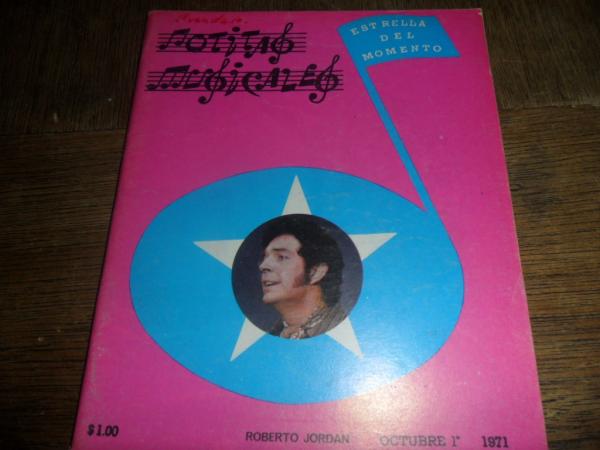 ESTRELLA
DEL
MOMENTO
NOTITAS
MUSICALES
$1.00
ROBERTO JORDAN OCTUBRE 1° 1971